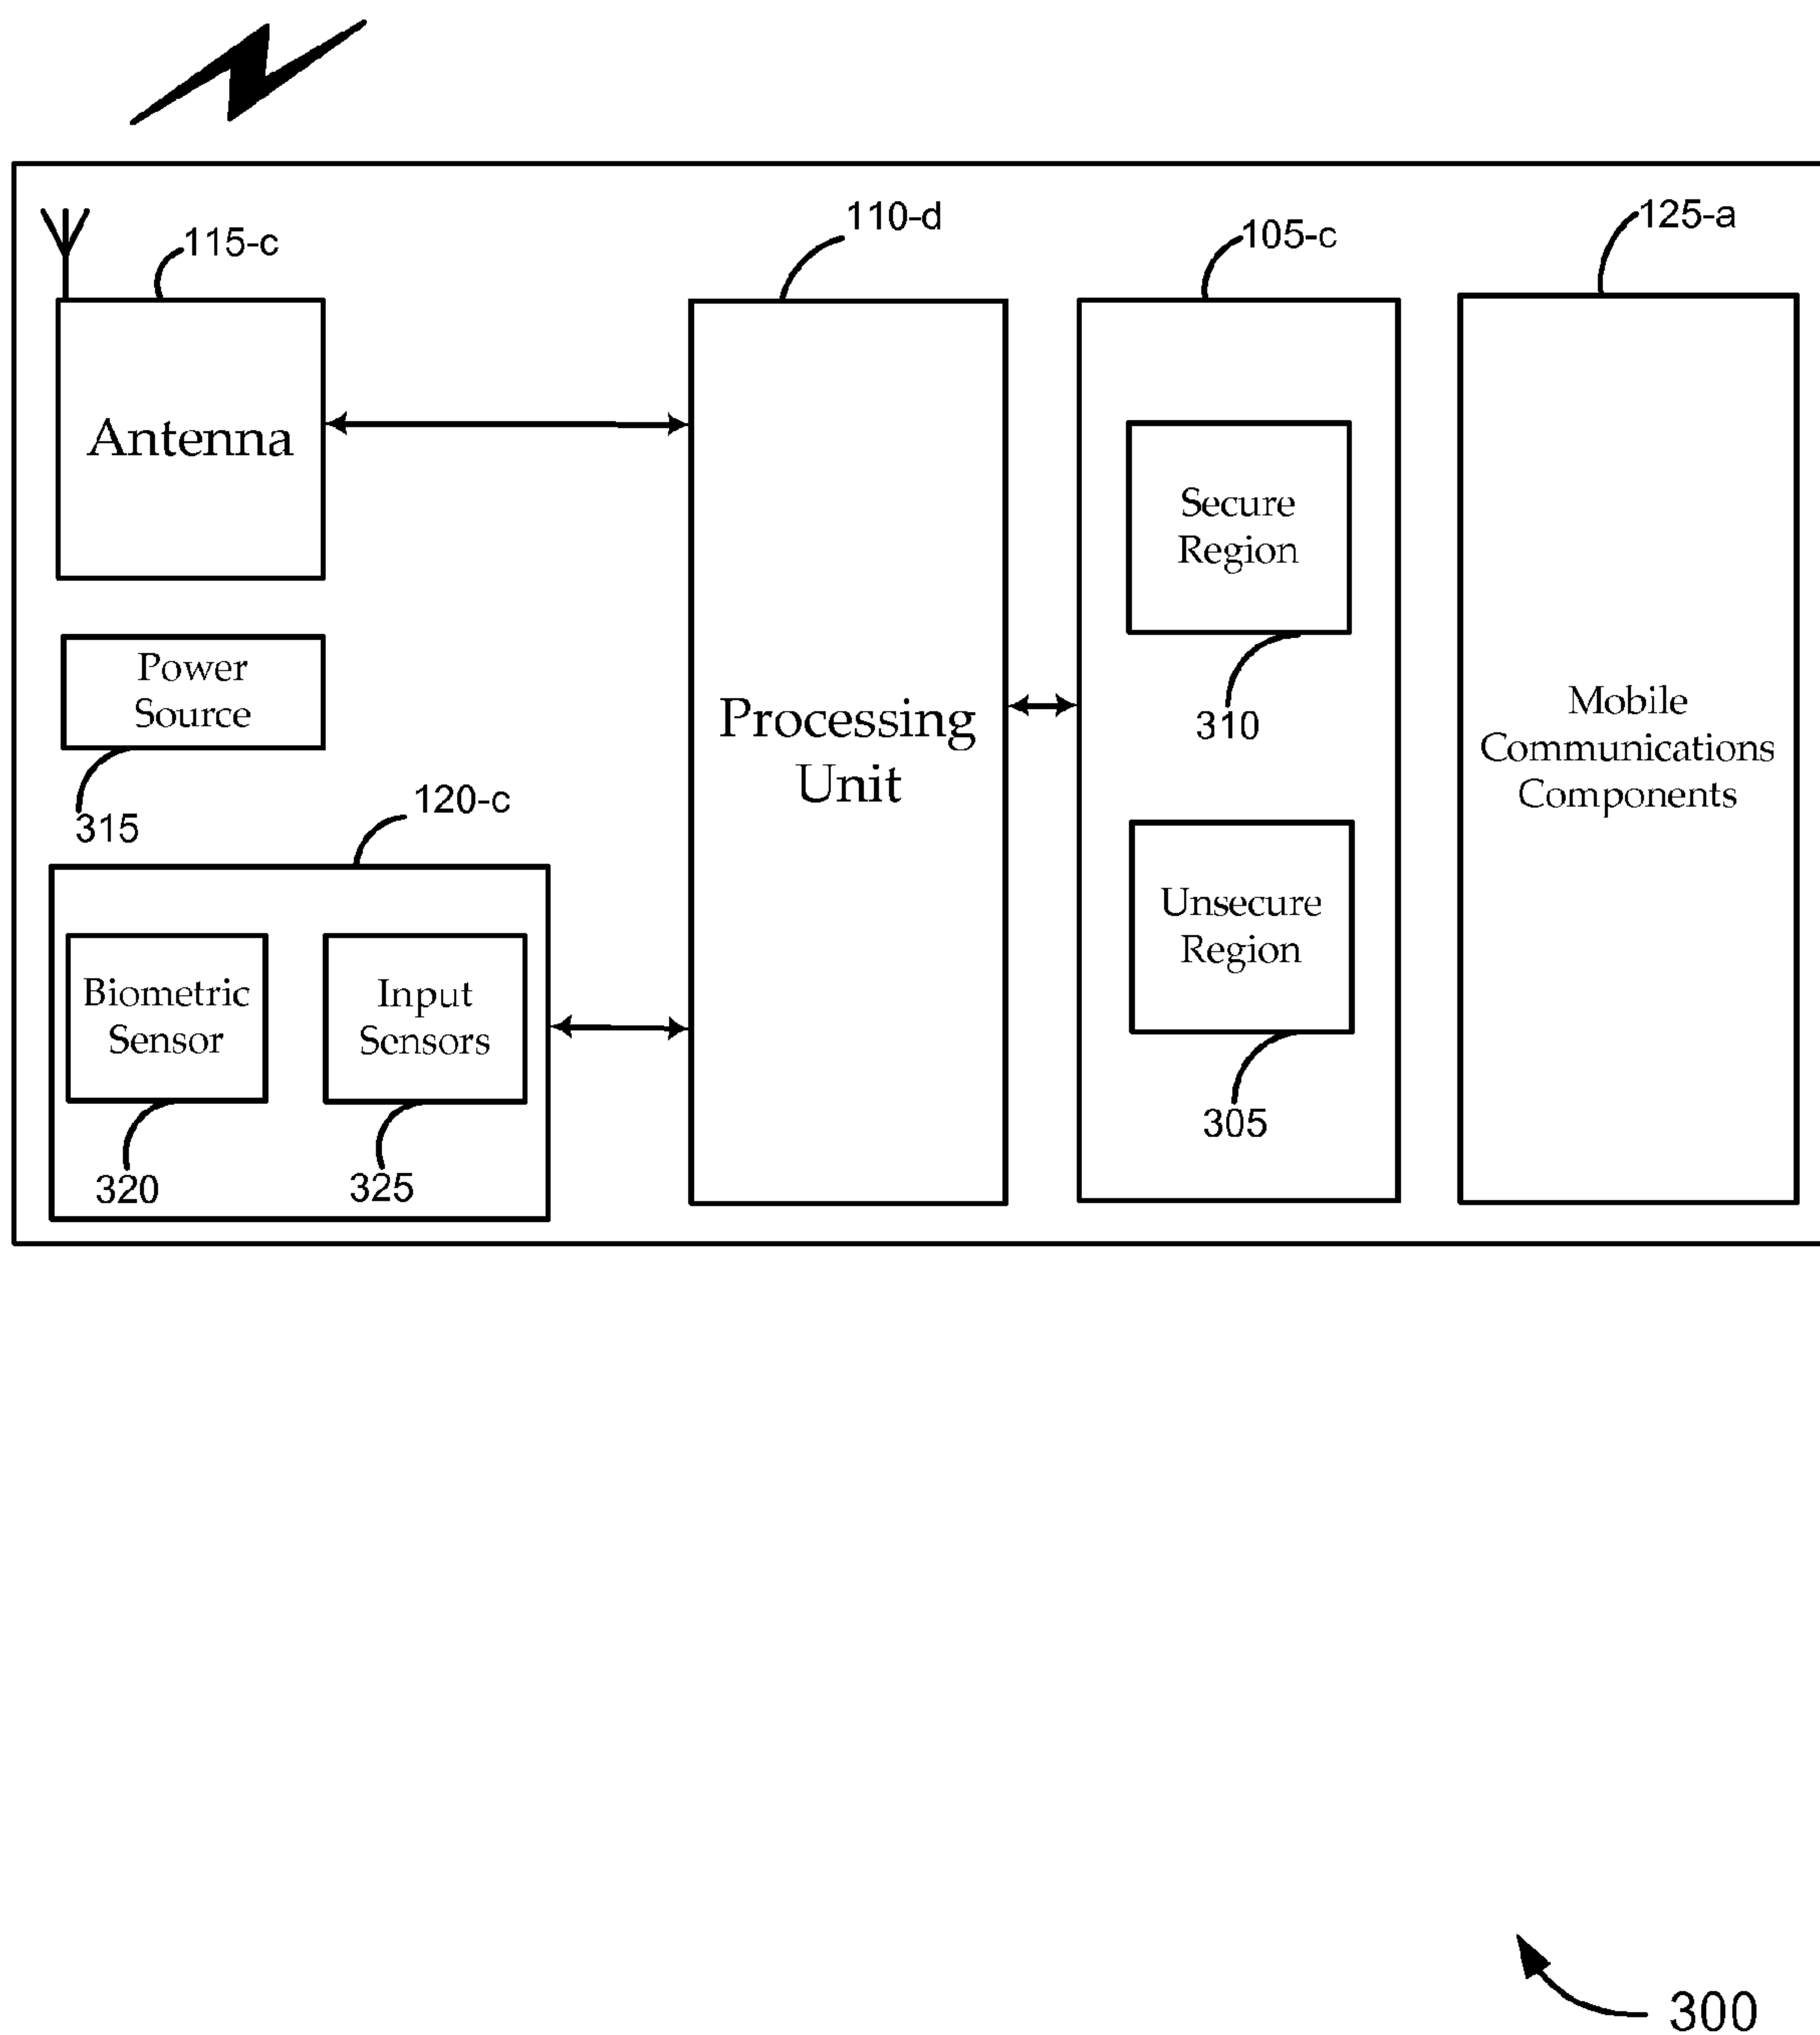 115-c
110-d
105-c
125-a
Antenna
Power
Source
315
120-c
Biometric
Sensor
320
Input
Sensors
325
Processing
Unit
Secure
Region
310
Unsecure
Region
305
Mobile
Communications
Components
300